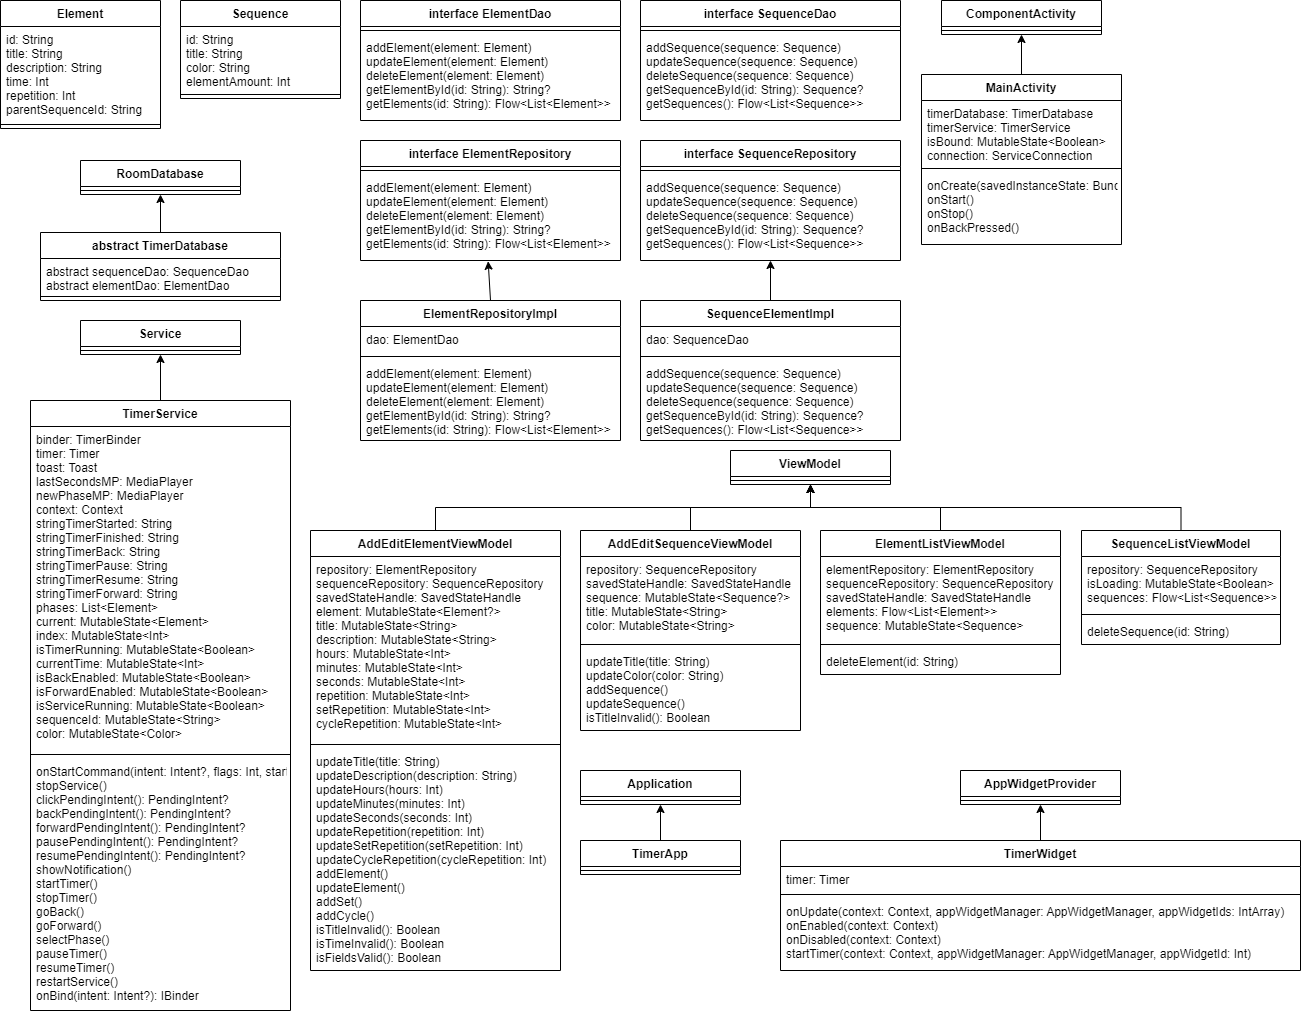 Element
id: String
title: String
description: String
time: Int
repetition: Int
parentSequenceId: String
Sequence
id: String
title: String
color: String
elementAmount: Int
interface ElementDao
addElement(element: Element)
updateElement(element: Element)
deleteElement(element: Element)
getElementById(id: String): String?
getElements(id: String): Flow<List<Element>>
interface SequenceDao
addSequence(sequence: Sequence)
updateSequence(sequence: Sequence)
deleteSequence(sequence: Sequence)
getSequenceById(id: String): Sequence?
getSequences(): Flow<List<Sequence>>
ComponentActivity
MainActivity
timerDatabase: TimerDatabase
timerService: TimerService
isBound: MutableState<Boolean>
connection: ServiceConnection
onCreate(savedInstanceState: Bund
onStart()
onStop()
onBackPressed()
RoomDatabase
abstract TimerDatabase
abstract sequenceDao: SequenceDao
abstract elementDao: ElementDao
interface ElementRepository
addElement(element: Element)
updateElement(element: Element)
deleteElement(element: Element)
getElementById(id: String): String?
getElements(id: String): Flow<List<Element>>
interface SequenceRepository
addSequence(sequence: Sequence)
updateSequence(sequence: Sequence)
deleteSequence(sequence: Sequence)
getSequenceById(id: String): Sequence?
getSequences(): Flow<List<Sequence>>
ElementRepositoryImpl
dao: ElementDao
addElement(element: Element)
updateElement(element: Element)
deleteElement(element: Element)
getElementById(id: String): String?
getElements(id: String): Flow<List<Element>>
SequenceElementImpl
dao: SequenceDao
addSequence(sequence: Sequence)
updateSequence(sequence: Sequence)
deleteSequence(sequence: Sequence)
getSequenceById(id: String): Sequence?
getSequences(): Flow<List<Sequence>>
Service
TimerService
binder: TimerBinder
timer: Timer
toast: Toast
lastSecondsMP: MediaPlayer
newPhaseMP: MediaPlayer
context: Context
stringTimerStarted: String
stringTimerFinished: String
stringTimerBack: String
stringTimerPause: String
stringTimerResume: String
stringTimerForward: String
phases: List<Element>
current: MutableState<Element>
index: MutableState<Int>
isTimerRunning: MutableState<Boolean>
currentTime: MutableState<Int>
isBackEnabled: MutableState<Boolean>
isForwardEnabled: MutableState<Boolean>
isServiceRunning: MutableState<Boolean>
sequenceId: MutableState<String>
color: MutableState<Color>
onStartCommand(intent: Intent?, flags: Int, star
stopService()
clickPendingIntent(): PendingIntent?
backPendingIntent(): PendingIntent?
forwardPendingIntent(): PendingIntent?
pausePendingIntent(): PendingIntent?
resumePendingIntent(): PendingIntent?
showNotification()
startTimer()
stopTimer()
goBack()
goForward()
selectPhase()
pauseTimer()
resumeTimer()
restartService()
onBind(intent: Intent?): IBinder
ViewModel
AddEditElementViewModel
repository: ElementRepository
sequenceRepository: SequenceRepository
savedStateHandle: SavedStateHandle
element: MutableState<Element?>
title: MutableState<String>
description: MutableState<String>
hours: MutableState<Int>
minutes: MutableState<Int>
seconds: MutableState<Int>
repetition: MutableState<Int>
setRepetition: MutableState<Int>
cycleRepetition: MutableState<Int>
updateTitle(title: String)
updateDescription(description: String)
updateHours(hours: Int)
updateMinutes(minutes: Int)
updateSeconds(seconds: Int)
updateRepetition(repetition: Int)
updateSetRepetition(setRepetition: Int)
updateCycleRepetition(cycleRepetition: Int)
addElement()
updateElement()
addSet()
addCycle()
isTitleInvalid(): Boolean
isTimeInvalid(): Boolean
isFieldsValid(): Boolean
AddEditSequenceViewModel
repository: SequenceRepository
savedStateHandle: SavedStateHandle
sequence: MutableState<Sequence?>
title: MutableState<String>
color: MutableState<String>
updateTitle(title: String)
updateColor(color: String)
addSequence()
updateSequence()
isTitleInvalid(): Boolean
ElementListViewModel
elementRepository: ElementRepository
sequenceRepository: SequenceRepository
savedStateHandle: SavedStateHandle
elements: Flow<List<Element>>
sequence: MutableState<Sequence>
deleteElement(id: String)
SequenceListViewModel
repository: SequenceRepository
isLoading: MutableState<Boolean>
sequences: Flow<List<Sequence>>
deleteSequence(id: String)
Application
TimerApp
AppWidgetProvider
TimerWidget
timer: Timer
onUpdate(context: Context, appWidgetManager: AppWidgetManager, appWidgetIds: IntArray)
onEnabled(context: Context)
onDisabled(context: Context)
startTimer(context: Context, appWidgetManager: AppWidgetManager, appWidgetId: Int)